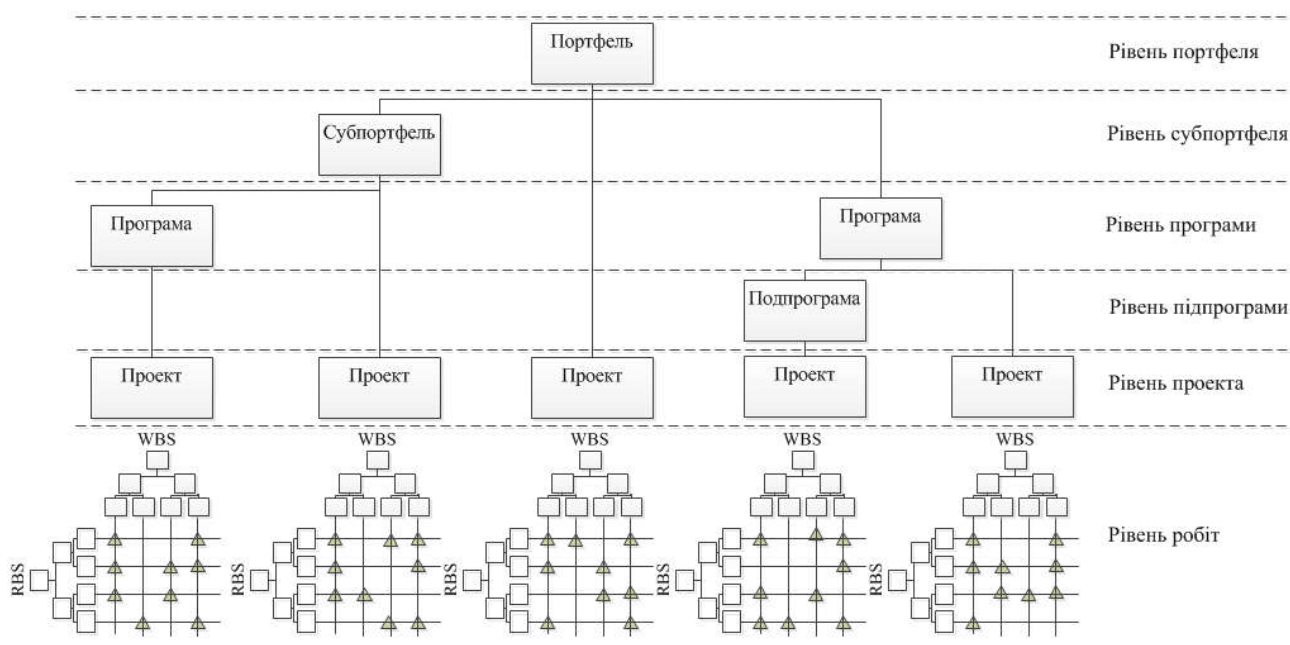 Портфель
Рівень портфеля
Субпортфель
Рівень субпортфеля
Програма
Програма
Рівень програми
Подпрограма
Рівень підпрограми
Проект
Проект
Проект
Проект
Проект
Рівень проекта
WBS
WBS
WBS
WBS
WBS
Рівень робіт
RBS
RBS
RBS
RBS
RBS